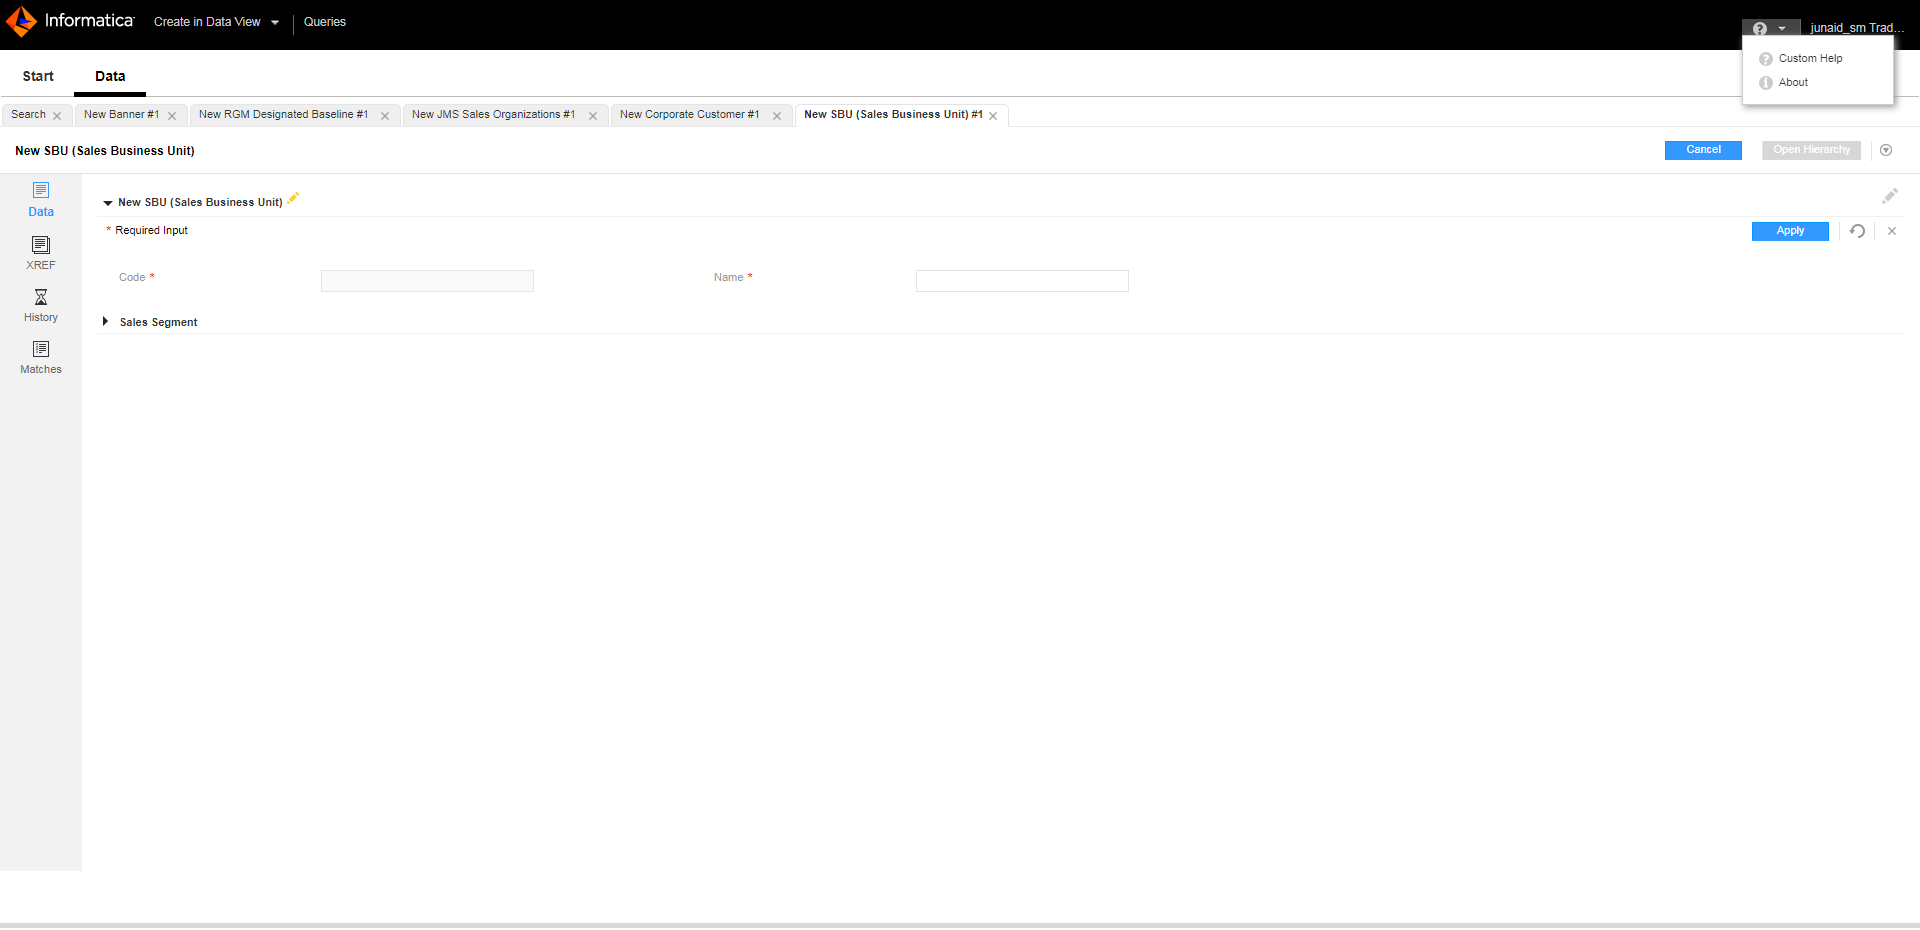 Informatica Create in Data View Queries
junaid_sm Trad...
Custom Help
About
Start Data
Search New Banner #1 New RGM Designated Baseline #1 New JMS Sales Organizations #1 New Corporate Customer #1 New SBU (Sales Business Unit) #1
New SBU (Sales Business Unit) Cancel Open Hierarchy
Data
XREF
History
Matches
New SBU (Sales Business Unit)
* Required Input Apply
Code * Name *
Sales Segment